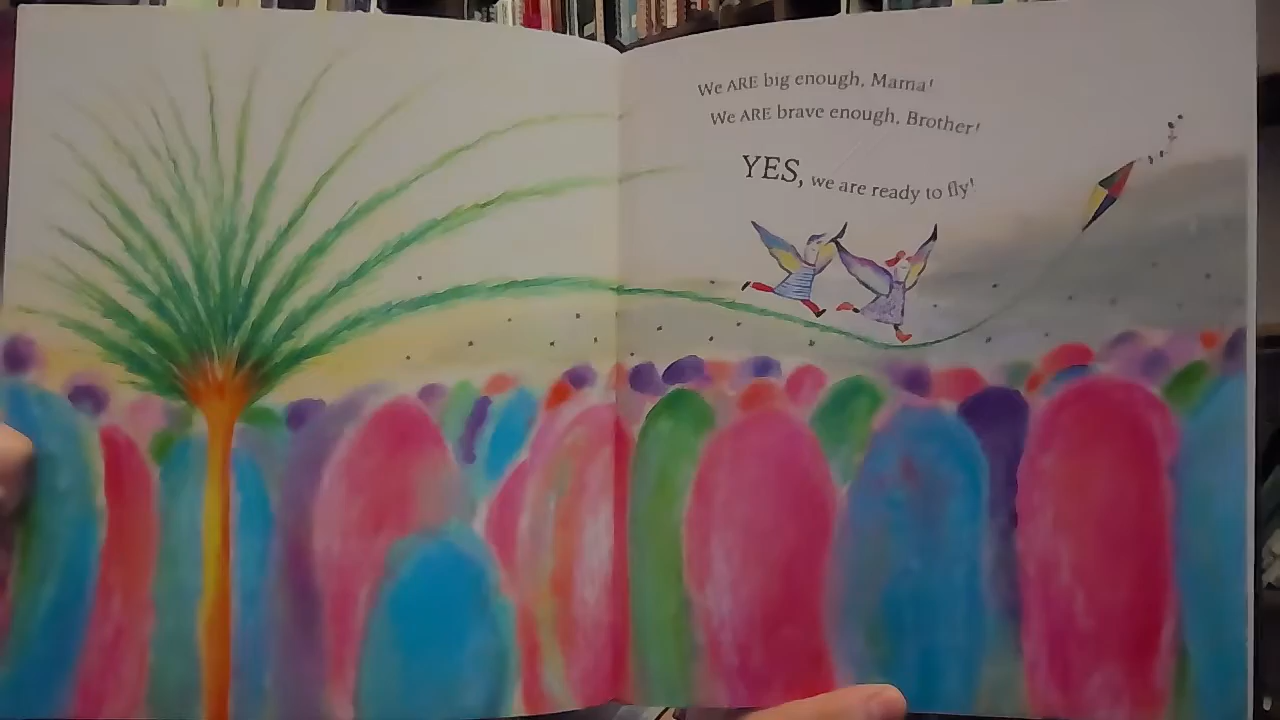 We ARE big enough, Mama!
We ARE brave enough, Brother!
YES, we are ready to fly!